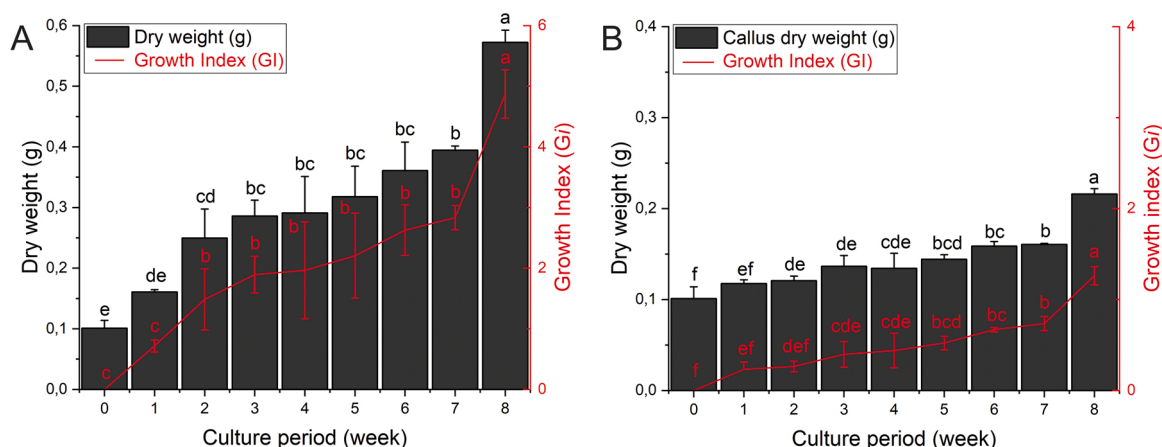 A
Dry weight (g)
Growth Index (GI)
Dry weight (g)
0,6
0,5
0,4
0,3
0,2
0,1
0,0
e
de
cd
bc
bc
bc
bc
b
a
c
c
b
b
b
b
b
b
a
6
4
2
0
Growth Index (Gi)
0 1 2 3 4 5 6 7 8
Culture period (week)
B
Callus dry weight (g)
Growth Index (GI)
Dry weight (g)
0,4
0,3
0,2
0,1
0,0
f
ef
de
de
cde
bcd
bc
b
a
f
ef
def
cde
cde
bcd
bc
b
a
4
2
0
Growth Index (Gi)
0 1 2 3 4 5 6 7 8
Culture period (week)